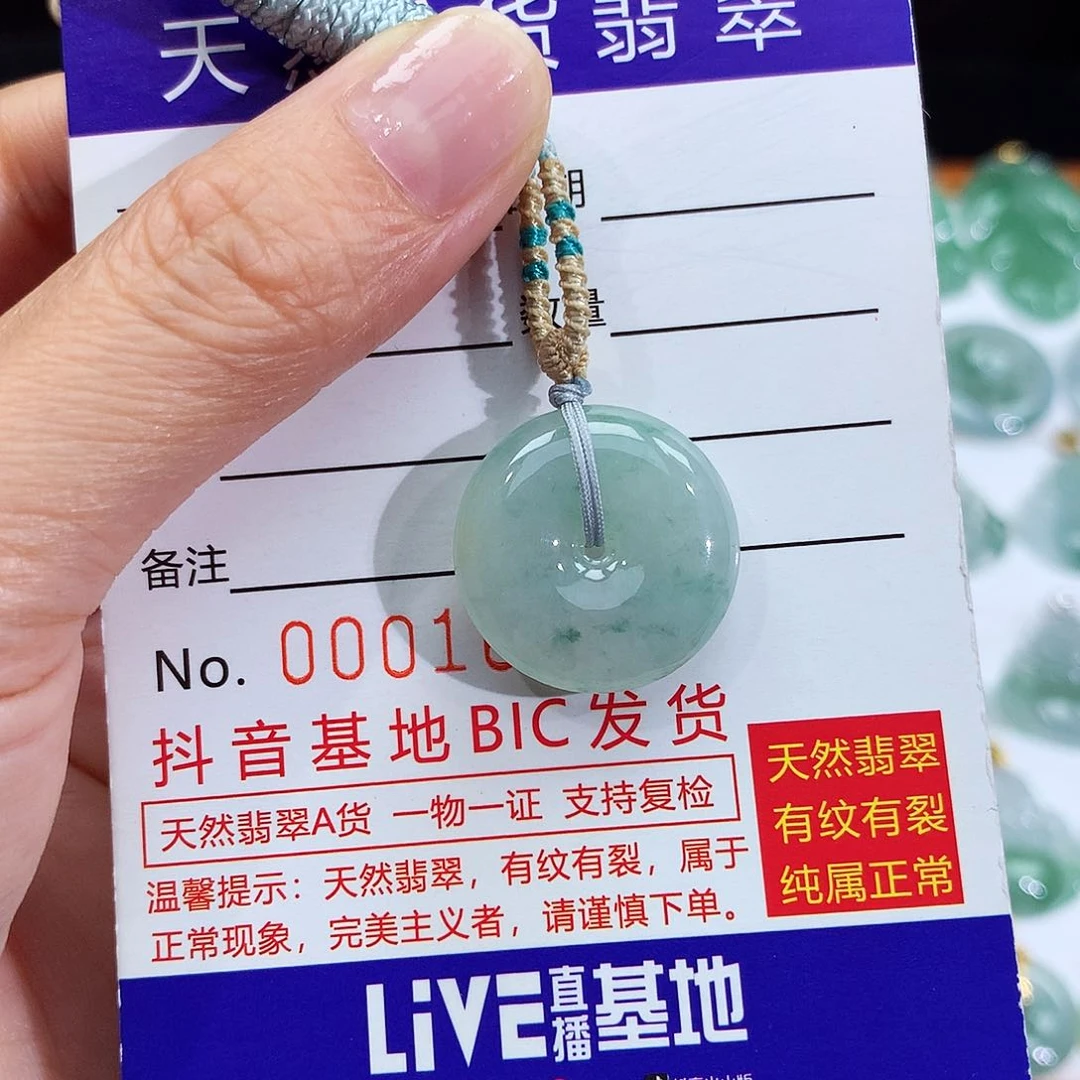 天 货翡翠
期
数量
备注
No. 0001
抖音基地BIC发货
天然翡翠A货 一物一证 支持复检
温馨提示：天然翡翠，有纹有裂，属于
正常现象，完美主义者，请谨慎下单。
天然翡翠
有纹有裂
纯属正常
LiVE直播基地